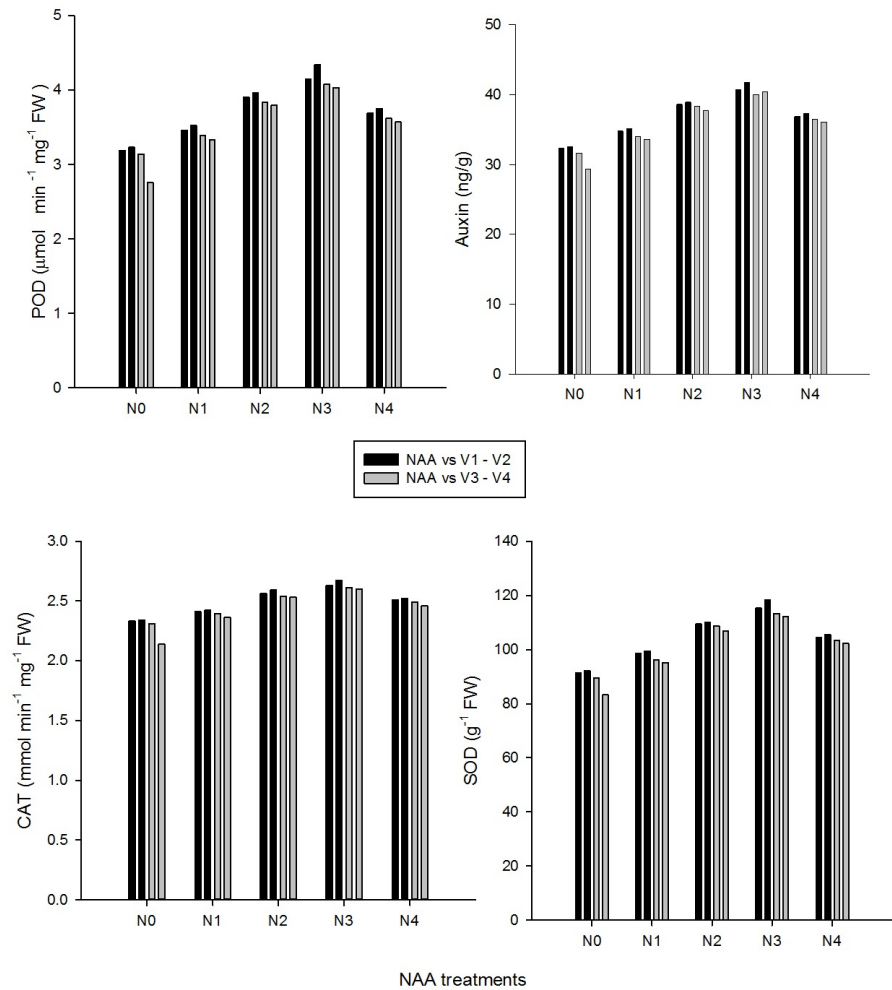 POD (µmol min⁻¹ mg⁻¹ FW )
5
4
3
2
1
0
N0 N1 N2 N3 N4
Auxin (ng/g)
50
40
30
20
10
0
N0 N1 N2 N3 N4
NAA vs V1 - V2
NAA vs V3 - V4
CAT (mmol min⁻¹ mg⁻¹ FW)
3.0
2.5
2.0
1.5
1.0
0.5
0.0
N0 N1 N2 N3 N4
SOD (g⁻¹ FW)
140
120
100
80
60
40
20
0
N0 N1 N2 N3 N4
NAA treatments